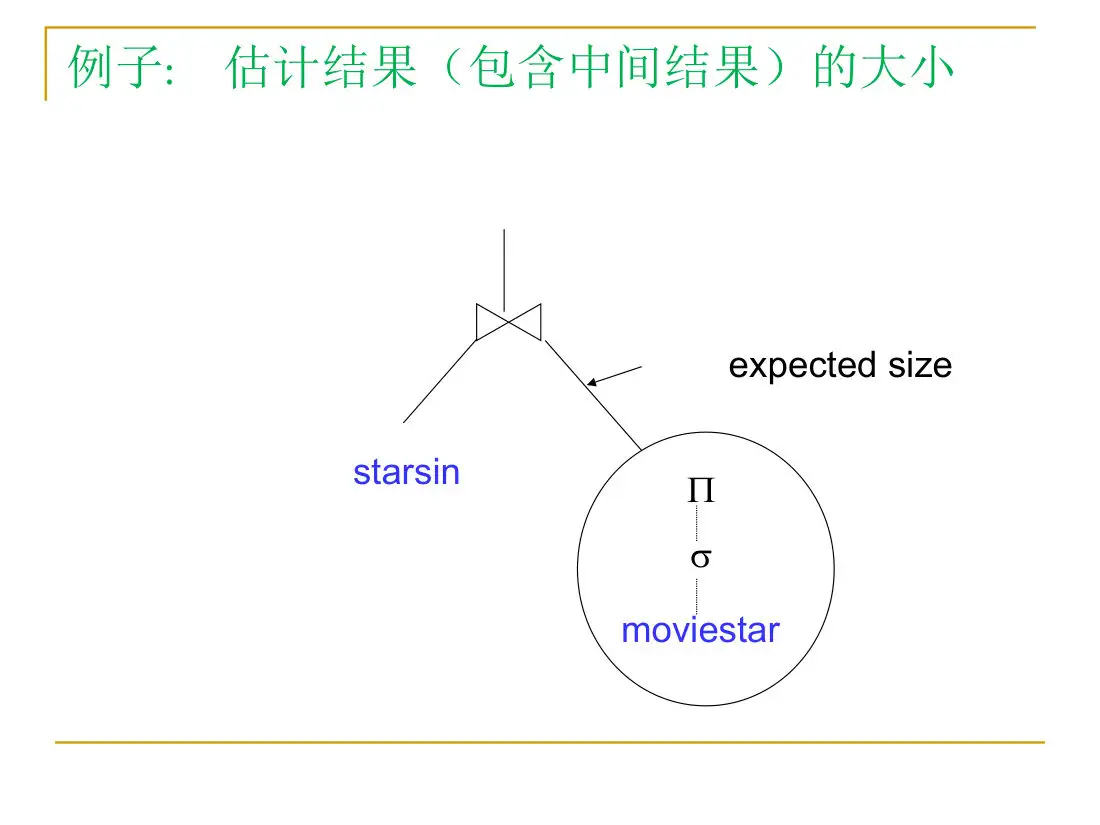 例子： 估计结果（包含中间结果）的大小
expected size
starsin
Π
σ
moviestar